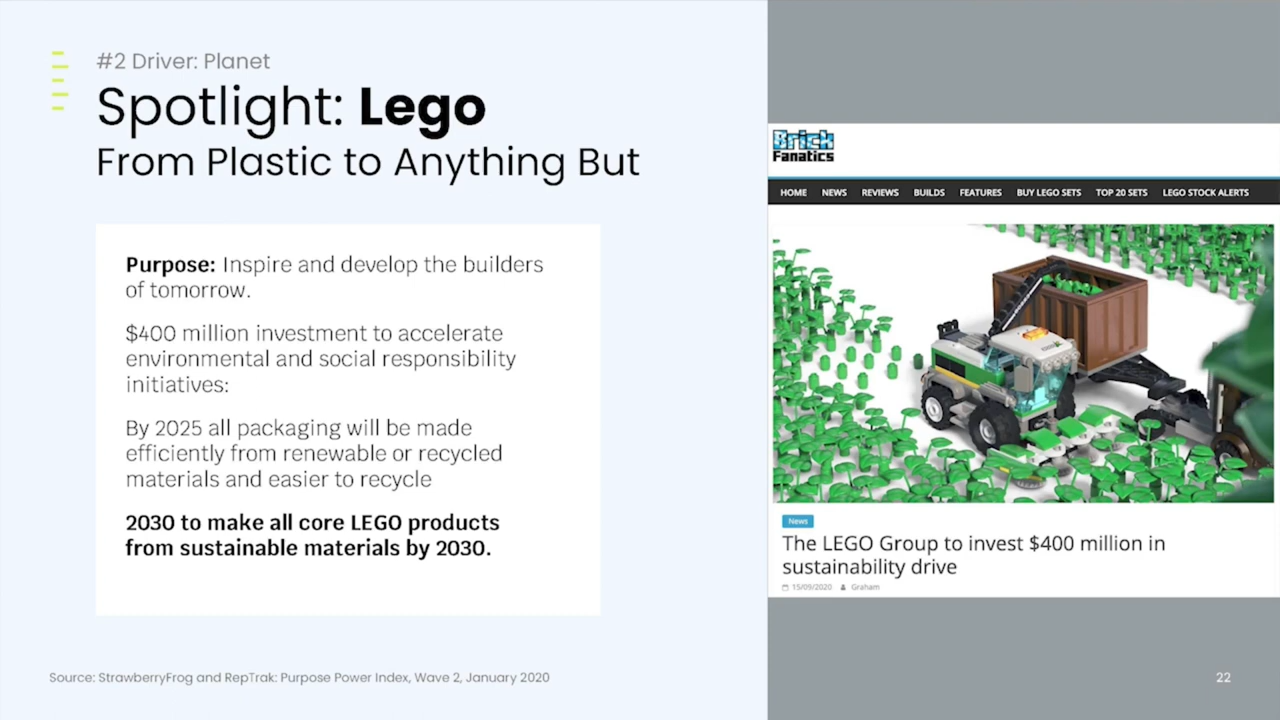 #2 Driver: Planet
Spotlight: Lego
From Plastic to Anything But
Purpose: Inspire and develop the builders
of tomorrow.
$400 million investment to accelerate
environmental and social responsibility
initiatives:
By 2025 all packaging will be made
efficiently from renewable or recycled
materials and easier to recycle
2030 to make all core LEGO products
from sustainable materials by 2030.
Source: StrawberryFrog and RepTrak: Purpose Power Index, Wave 2, January 2020
Brick
Fanatics
HOME NEWS REVIEWS BUILDS FEATURES BUY LEGO SETS TOP 20 SETS LEGO STOCK ALERTS
News
The LEGO Group to invest $400 million in
sustainability drive
15/09/2020 Graham
22